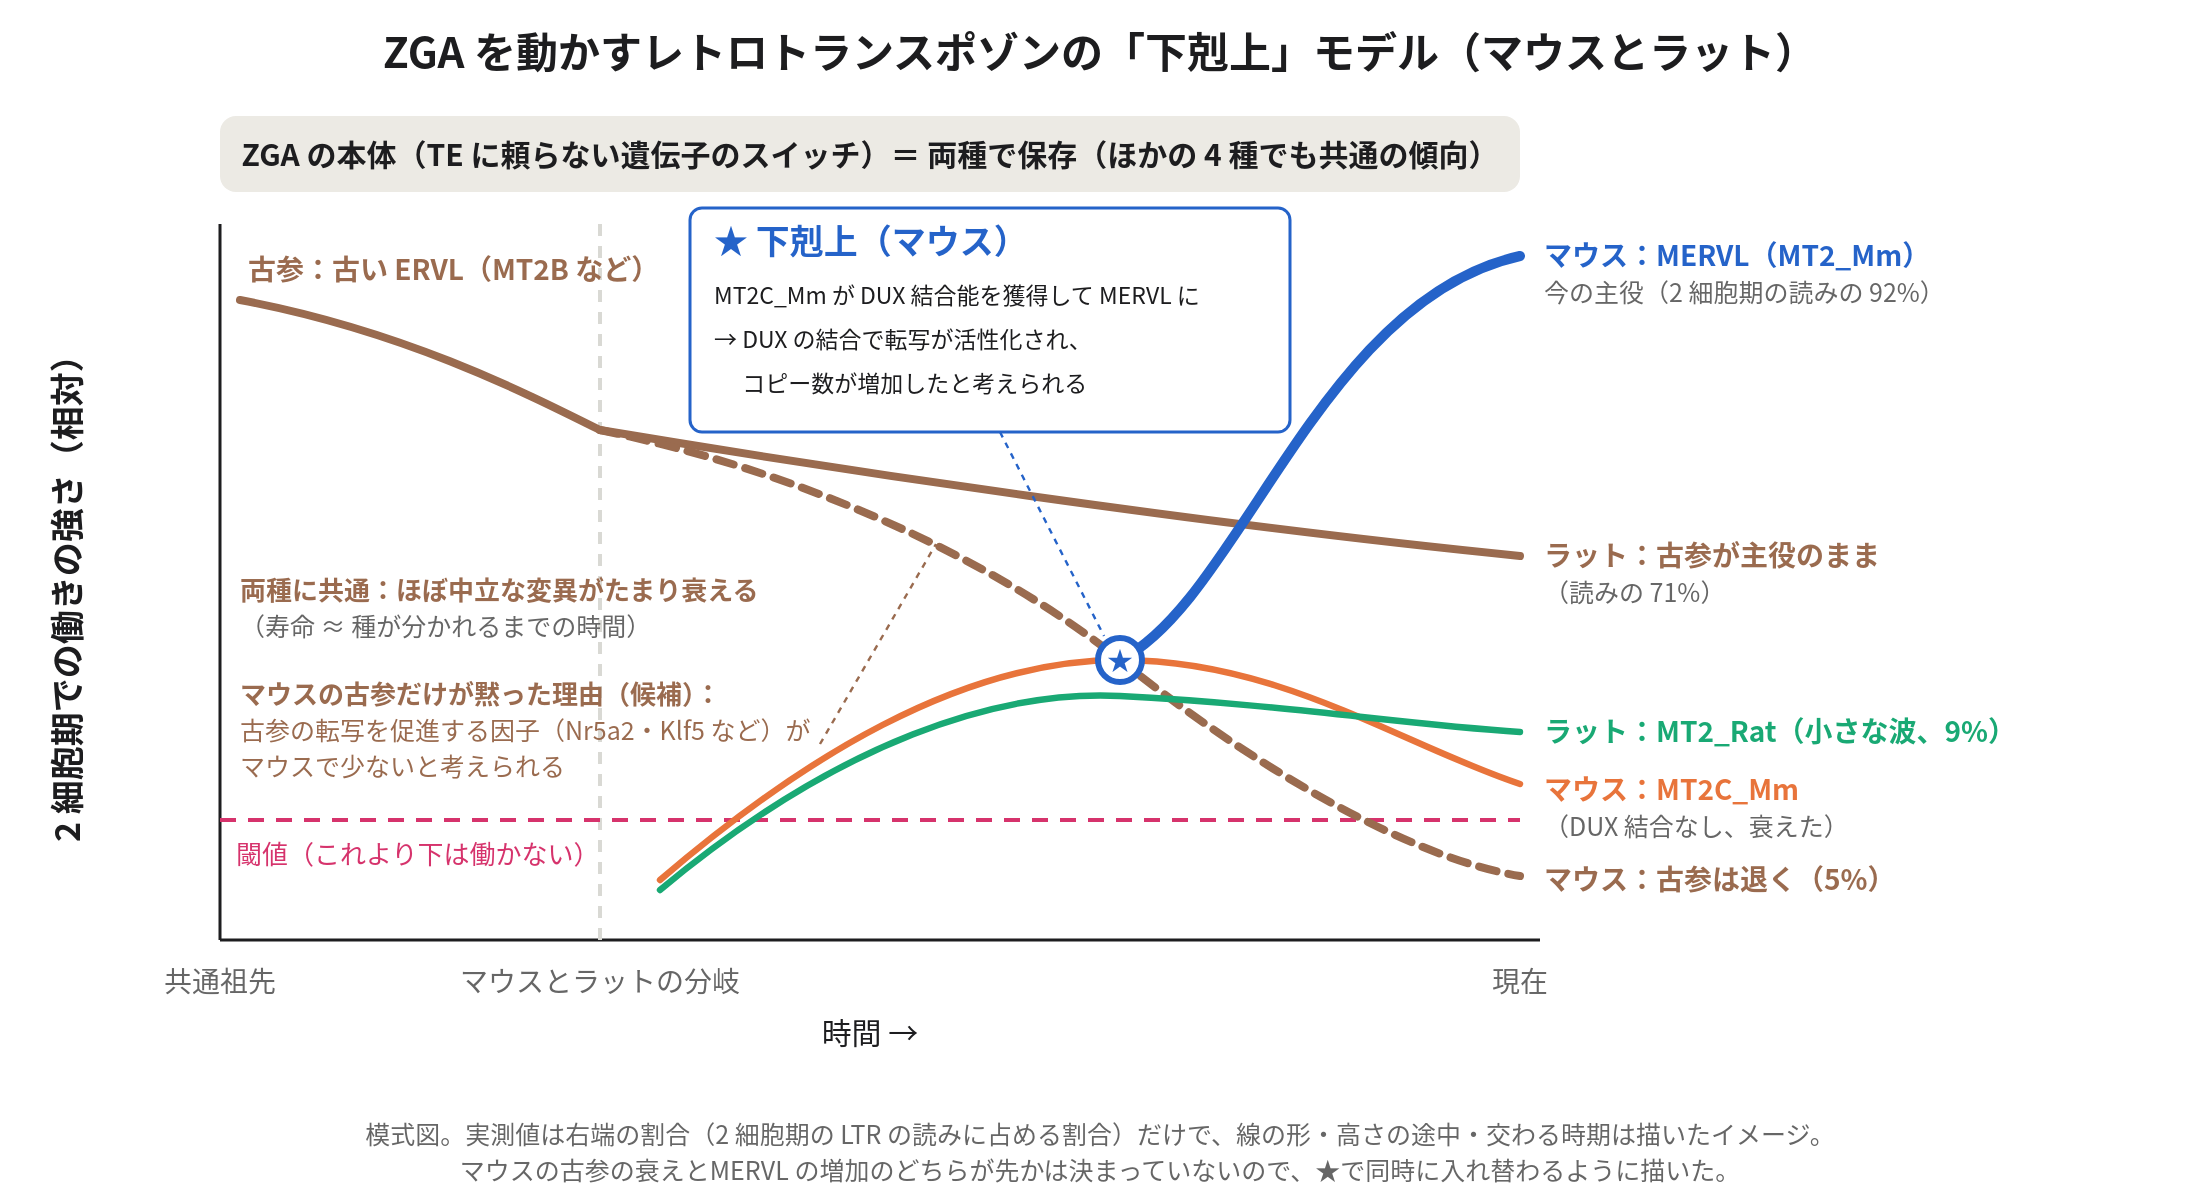 ZGA を動かすレトロトランスポゾンの「下剋上」モデル（マウスとラット）
ZGA の本体（TE に頼らない遺伝子のスイッチ）＝ 両種で保存（ほかの 4 種でも共通の傾向）
2 細胞期での働きの強さ（相対）
古参：古い ERVL（MT2B など）
★ 下剋上（マウス）
MT2C_Mm が DUX 結合能を獲得して MERVL に
→ DUX の結合で転写が活性化され、
コピー数が増加したと考えられる
マウス：MERVL（MT2_Mm）
今の主役（2 細胞期の読みの 92%）
ラット：古参が主役のまま
（読みの 71%）
両種に共通：ほぼ中立な変異がたまり衰える
（寿命 ≈ 種が分かれるまでの時間）
★
マウスの古参だけが黙った理由（候補）：
古参の転写を促進する因子（Nr5a2・Klf5 など）が
マウスで少ないと考えられる
ラット：MT2_Rat（小さな波、9%）
マウス：MT2C_Mm
（DUX 結合なし、衰えた）
閾値（これより下は働かない）
マウス：古参は退く（5%）
共通祖先
マウスとラットの分岐
現在
時間 →
模式図。実測値は右端の割合（2 細胞期の LTR の読みに占める割合）だけで、線の形・高さの途中・交わる時期は描いたイメージ。
マウスの古参の衰えとMERVL の増加のどちらが先かは決まっていないので、★で同時に入れ替わるように描いた。